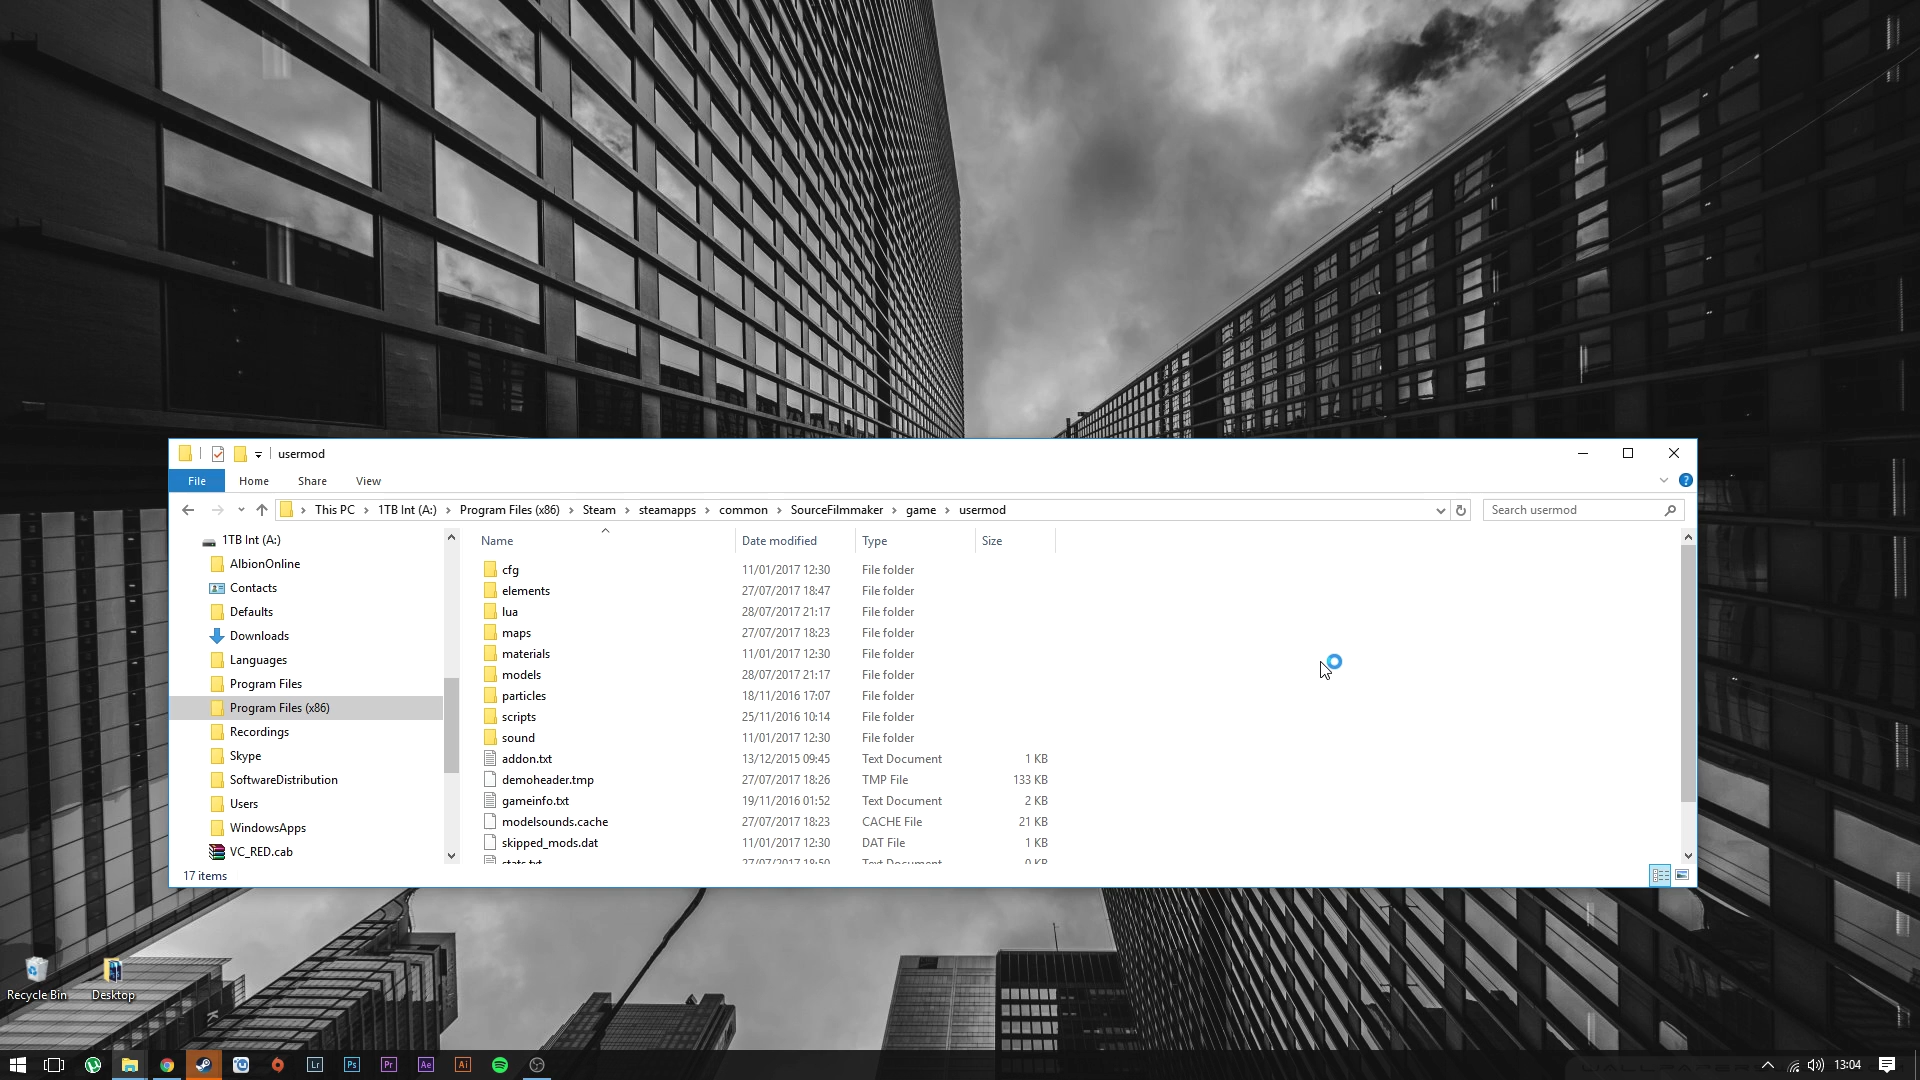 usermod
File Home Share View
This PC 1TB Int (A:) Program Files (x86) Steam steamapps common SourceFilmmaker game usermod
Search usermod
1TB Int (A:)
AlbionOnline
Contacts
Defaults
Downloads
Languages
Program Files
Program Files (x86)
Recordings
Skype
SoftwareDistribution
Users
WindowsApps
VC_RED.cab
Name Date modified Type Size
cfg 11/01/2017 12:30 File folder
elements 27/07/2017 18:47 File folder
lua 28/07/2017 21:17 File folder
maps 27/07/2017 18:23 File folder
materials 11/01/2017 12:30 File folder
models 28/07/2017 21:17 File folder
particles 18/11/2016 17:07 File folder
scripts 25/11/2016 10:14 File folder
sound 11/01/2017 12:30 File folder
addon.txt 13/12/2015 09:45 Text Document 1 KB
demoheader.tmp 27/07/2017 18:26 TMP File 133 KB
gameinfo.txt 19/11/2016 01:52 Text Document 2 KB
modelsounds.cache 27/07/2017 18:23 CACHE File 21 KB
skipped_mods.dat 11/01/2017 12:30 DAT File 1 KB
stats.txt 27/07/2017 18:50 Text Document 0 KB
17 items
Recycle Bin
Desktop
Lr Ps Pr Ae Ai
13:04